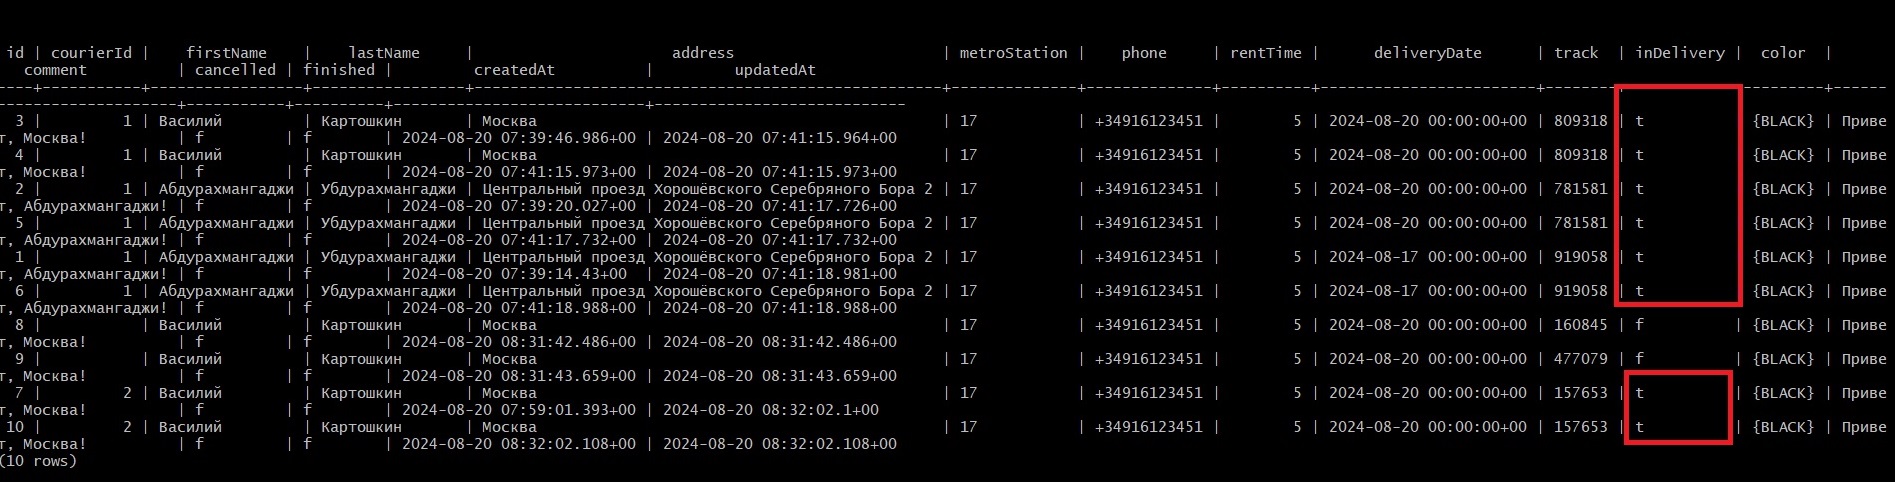 id | courierId |    firstName    |    lastName     |                      address                       | metroStation |    phone     | rentTime |      deliveryDate      | track  | inDelivery |  color  |
   comment          | cancelled | finished |         createdAt          |         updatedAt
----+-----------+-----------------+-----------------+----------------------------------------------------+--------------+--------------+----------+------------------------+--------+------------+---------+------
--------------------+-----------+----------+----------------------------+----------------------------
3 |         1 | Василий         | Картошкин       | Москва                                             | 17           | +34916123451 |        5 | 2024-08-20 00:00:00+00 | 809318 | t          | {BLACK} | Приве
т, Москва!          | f         | f        | 2024-08-20 07:39:46.986+00 | 2024-08-20 07:41:15.964+00
4 |         1 | Василий         | Картошкин       | Москва                                             | 17           | +34916123451 |        5 | 2024-08-20 00:00:00+00 | 809318 | t          | {BLACK} | Приве
т, Москва!          | f         | f        | 2024-08-20 07:41:15.973+00 | 2024-08-20 07:41:15.973+00
2 |         1 | Абдурахмангаджи | Убдурахмангаджи | Центральный проезд Хорошёвского Серебряного Бора 2 | 17           | +34916123451 |        5 | 2024-08-20 00:00:00+00 | 781581 | t          | {BLACK} | Приве
т, Абдурахмангаджи! | f         | f        | 2024-08-20 07:39:20.027+00 | 2024-08-20 07:41:17.726+00
5 |         1 | Абдурахмангаджи | Убдурахмангаджи | Центральный проезд Хорошёвского Серебряного Бора 2 | 17           | +34916123451 |        5 | 2024-08-20 00:00:00+00 | 781581 | t          | {BLACK} | Приве
т, Абдурахмангаджи! | f         | f        | 2024-08-20 07:41:17.732+00 | 2024-08-20 07:41:17.732+00
1 |         1 | Абдурахмангаджи | Убдурахмангаджи | Центральный проезд Хорошёвского Серебряного Бора 2 | 17           | +34916123451 |        5 | 2024-08-17 00:00:00+00 | 919058 | t          | {BLACK} | Приве
т, Абдурахмангаджи! | f         | f        | 2024-08-20 07:39:14.43+00  | 2024-08-20 07:41:18.981+00
6 |         1 | Абдурахмангаджи | Убдурахмангаджи | Центральный проезд Хорошёвского Серебряного Бора 2 | 17           | +34916123451 |        5 | 2024-08-17 00:00:00+00 | 919058 | t          | {BLACK} | Приве
т, Абдурахмангаджи! | f         | f        | 2024-08-20 07:41:18.988+00 | 2024-08-20 07:41:18.988+00
8 |           | Василий         | Картошкин       | Москва                                             | 17           | +34916123451 |        5 | 2024-08-20 00:00:00+00 | 160845 | f          | {BLACK} | Приве
т, Москва!          | f         | f        | 2024-08-20 08:31:42.486+00 | 2024-08-20 08:31:42.486+00
9 |           | Василий         | Картошкин       | Москва                                             | 17           | +34916123451 |        5 | 2024-08-20 00:00:00+00 | 477079 | f          | {BLACK} | Приве
т, Москва!          | f         | f        | 2024-08-20 08:31:43.659+00 | 2024-08-20 08:31:43.659+00
7 |         2 | Василий         | Картошкин       | Москва                                             | 17           | +34916123451 |        5 | 2024-08-20 00:00:00+00 | 157653 | t          | {BLACK} | Приве
т, Москва!          | f         | f        | 2024-08-20 07:59:01.393+00 | 2024-08-20 08:32:02.1+00
10 |         2 | Василий         | Картошкин       | Москва                                             | 17           | +34916123451 |        5 | 2024-08-20 00:00:00+00 | 157653 | t          | {BLACK} | Приве
т, Москва!          | f         | f        | 2024-08-20 08:32:02.108+00 | 2024-08-20 08:32:02.108+00
(10 rows)